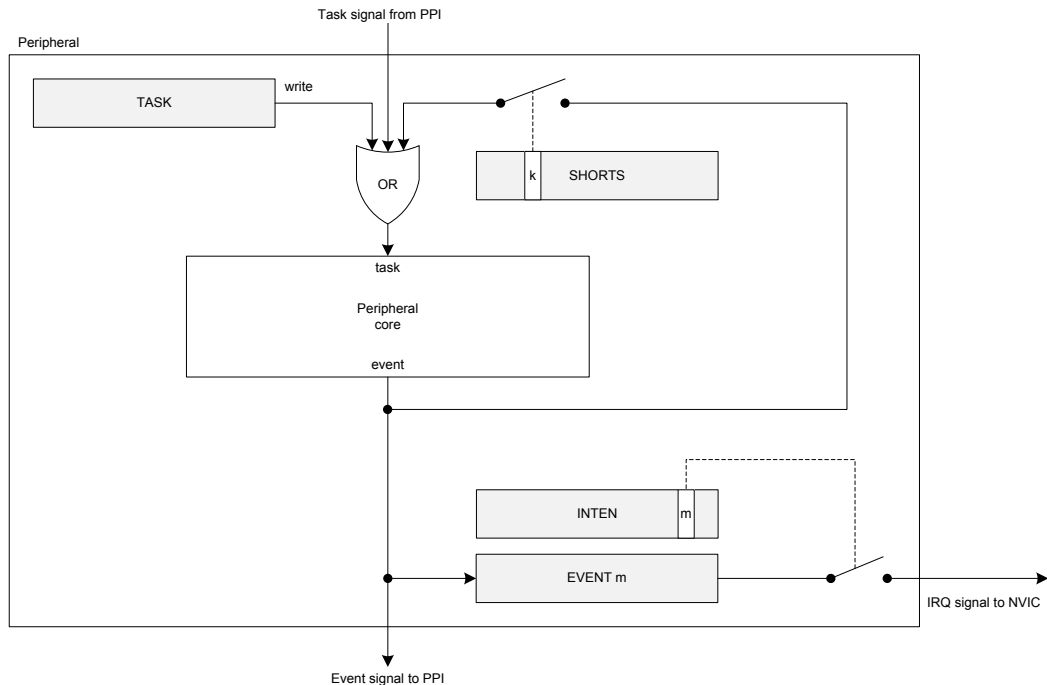 Task signal from PPI
Peripheral
TASK
write
OR
k
SHORTS
task
Peripheral
core
event
INTEN
m
EVENT m
IRQ signal to NVIC
Event signal to PPI